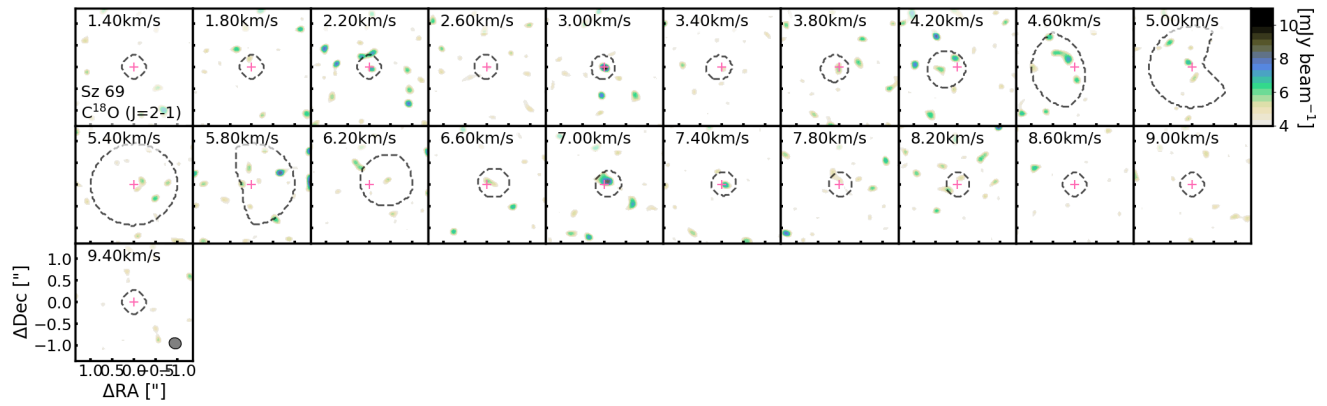 1.40km/s 1.80km/s 2.20km/s 2.60km/s 3.00km/s 3.40km/s 3.80km/s 4.20km/s 4.60km/s 5.00km/s
Sz 69
C¹⁸O (J=2-1)
10
8
6
4
[mJy beam⁻¹]
5.40km/s 5.80km/s 6.20km/s 6.60km/s 7.00km/s 7.40km/s 7.80km/s 8.20km/s 8.60km/s 9.00km/s
9.40km/s
1.0
0.5
0.0
−0.5
−1.0
ΔDec ["]
1.0 0.5 0.0 −0.5 −1.0
ΔRA ["]